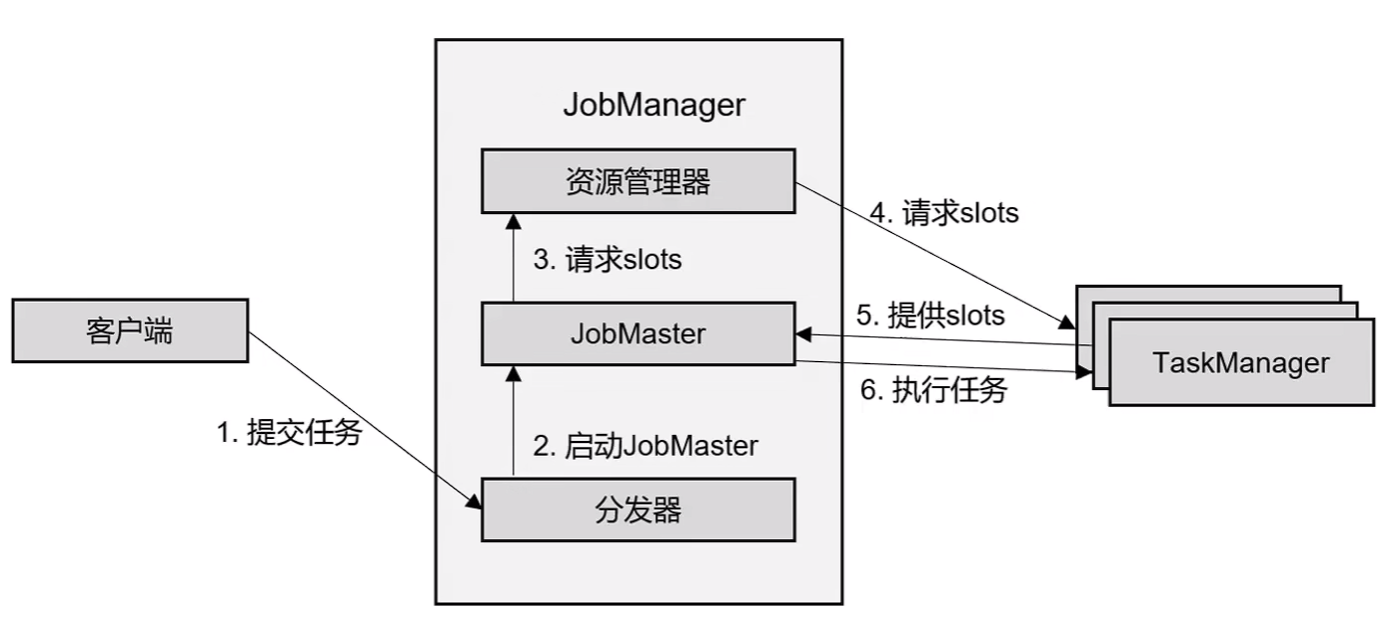 JobManager
资源管理器
4. 请求slots
3. 请求slots
客户端
JobMaster
5. 提供slots
TaskManager
6. 执行任务
1. 提交任务
2. 启动JobMaster
分发器